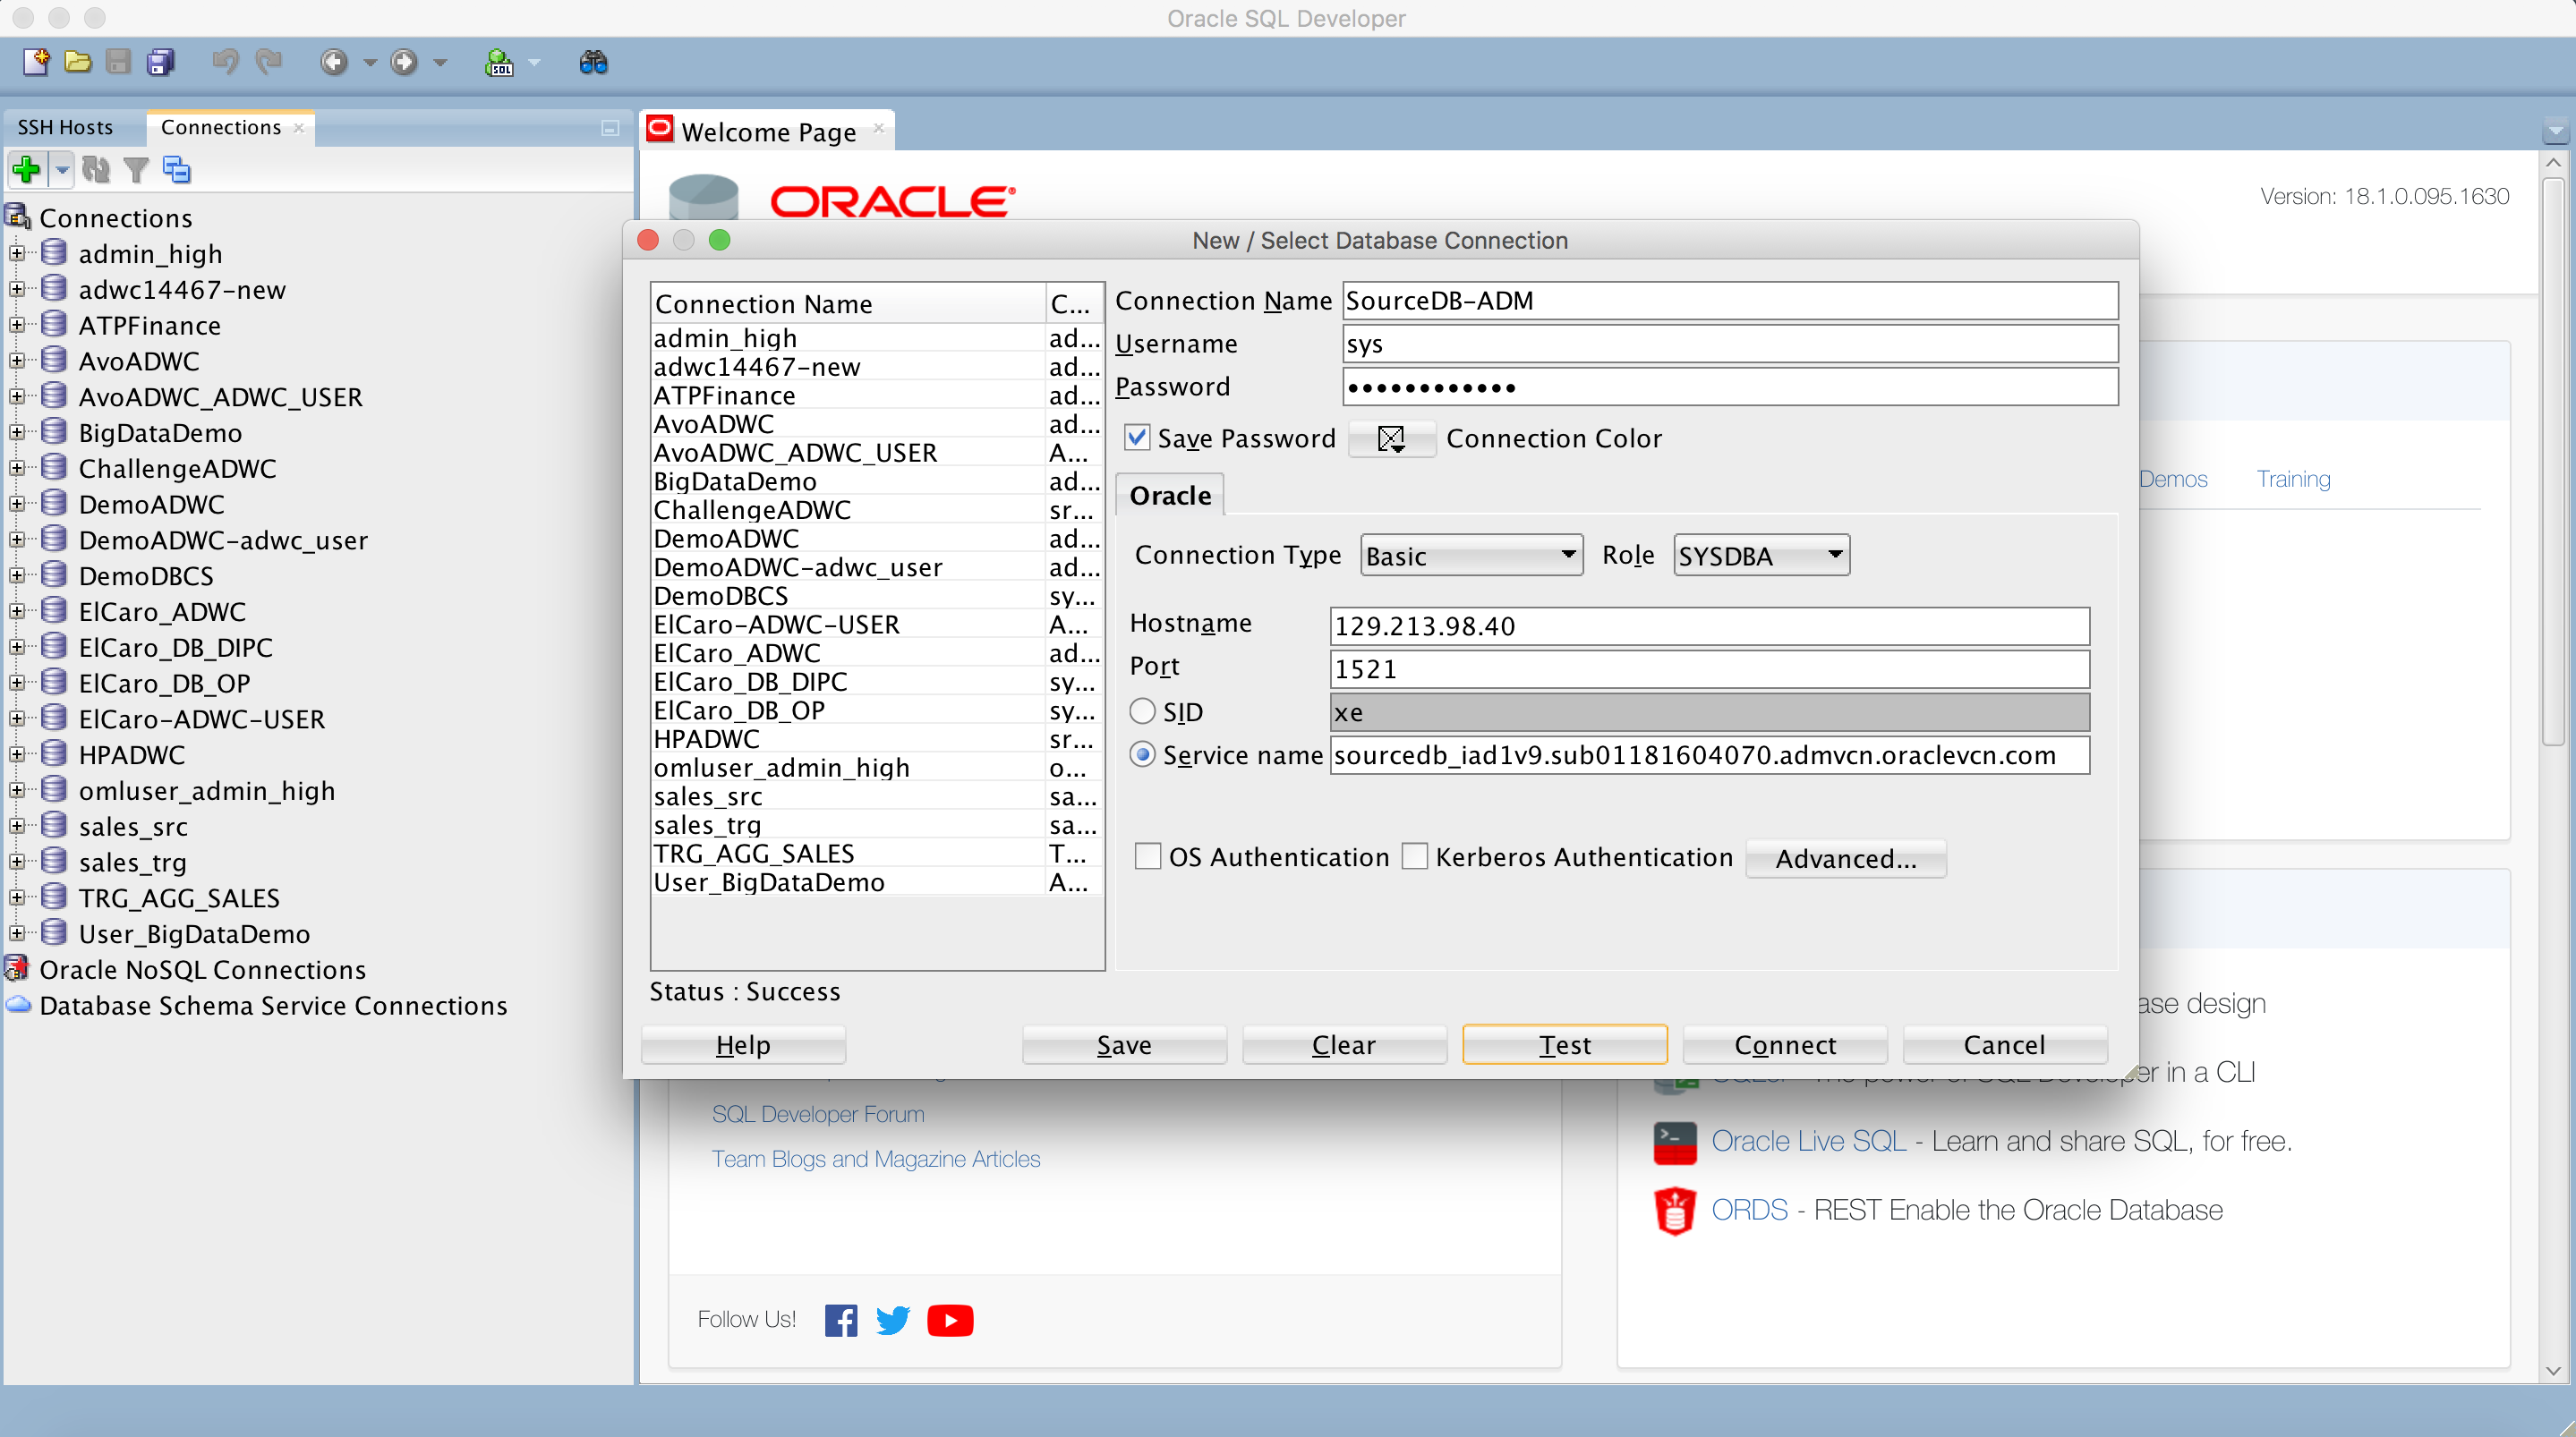 Oracle SQL Developer
SQL
SSH Hosts
Connections
Welcome Page
Connections
admin_high
adwc14467-new
ATPFinance
AvoADWC
AvoADWC_ADWC_USER
BigDataDemo
ChallengeADWC
DemoADWC
DemoADWC-adwc_user
DemoDBCS
ElCaro_ADWC
ElCaro_DB_DIPC
ElCaro_DB_OP
ElCaro-ADWC-USER
HPADWC
omluser_admin_high
sales_src
sales_trg
TRG_AGG_SALES
User_BigDataDemo
Oracle NoSQL Connections
Database Schema Service Connections
ORACLE
Version: 18.1.0.095.1630
Demos Training
New / Select Database Connection
Connection Name C...
admin_high ad...
adwc14467-new ad...
ATPFinance ad...
AvoADWC ad...
AvoADWC_ADWC_USER A...
BigDataDemo ad...
ChallengeADWC sr...
DemoADWC ad...
DemoADWC-adwc_user ad...
DemoDBCS sy...
ElCaro-ADWC-USER A...
ElCaro_ADWC ad...
ElCaro_DB_DIPC sy...
ElCaro_DB_OP sy...
HPADWC sr...
omluser_admin_high o...
sales_src sa...
sales_trg sa...
TRG_AGG_SALES T...
User_BigDataDemo A...
Connection Name SourceDB-ADM
Username sys
Password ••••••••••••
Save Password Connection Color
Oracle
Connection Type Basic Role SYSDBA
Hostname 129.213.98.40
Port 1521
SID xe
Service name sourcedb_iad1v9.sub01181604070.admvcn.oraclevcn.com
OS Authentication Kerberos Authentication Advanced...
Status : Success
Help Save Clear Test Connect Cancel
SQL Developer Forum
Team Blogs and Magazine Articles
Follow Us!
design
in a CLI
Oracle Live SQL - Learn and share SQL, for free.
ORDS - REST Enable the Oracle Database